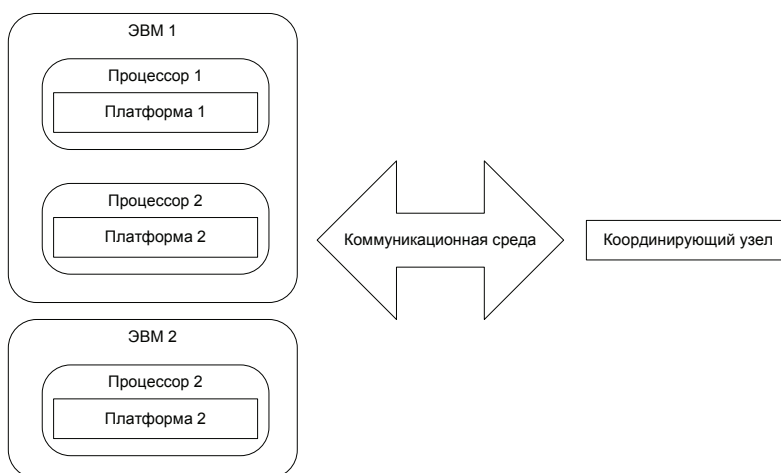 ЭВМ 1
Процессор 1
Платформа 1
Процессор 2
Платформа 2
Коммуникационная среда
Координирующий узел
ЭВМ 2
Процессор 2
Платформа 2